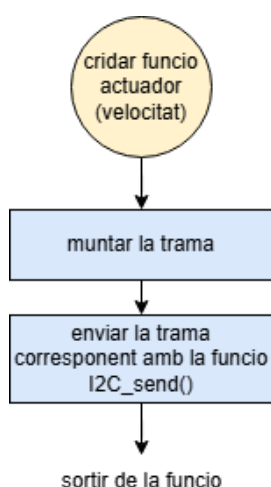 cridar funcio
actuador
(velocitat)
muntar la trama
enviar la trama
corresponent amb la funcio
I2C_send()
sortir de la funcio